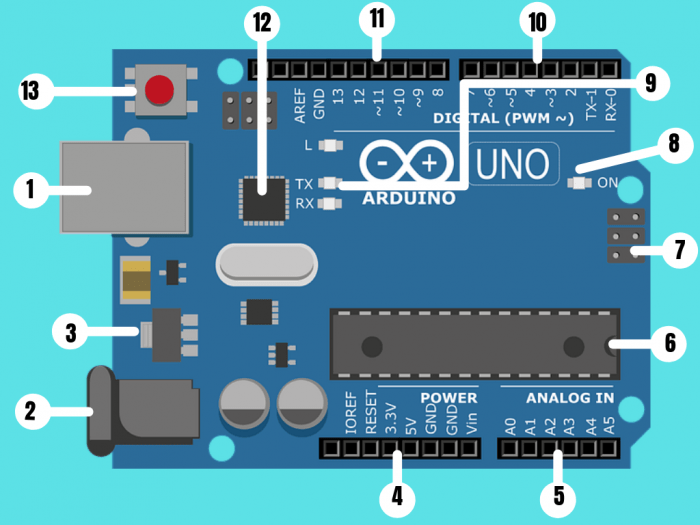 12
11
10
13
9
AREF
GND
13
12
~11
~10
~9
8
7
~6
~5
4
~3
2
TX-1
RX-0
DIGITAL (PWM ~)
L
TX
RX
- +
UNO
ARDUINO
ON
8
1
7
3
6
2
POWER
ANALOG IN
IOREF
RESET
3.3V
5V
GND
GND
Vin
A0
A1
A2
A3
A4
A5
4
5